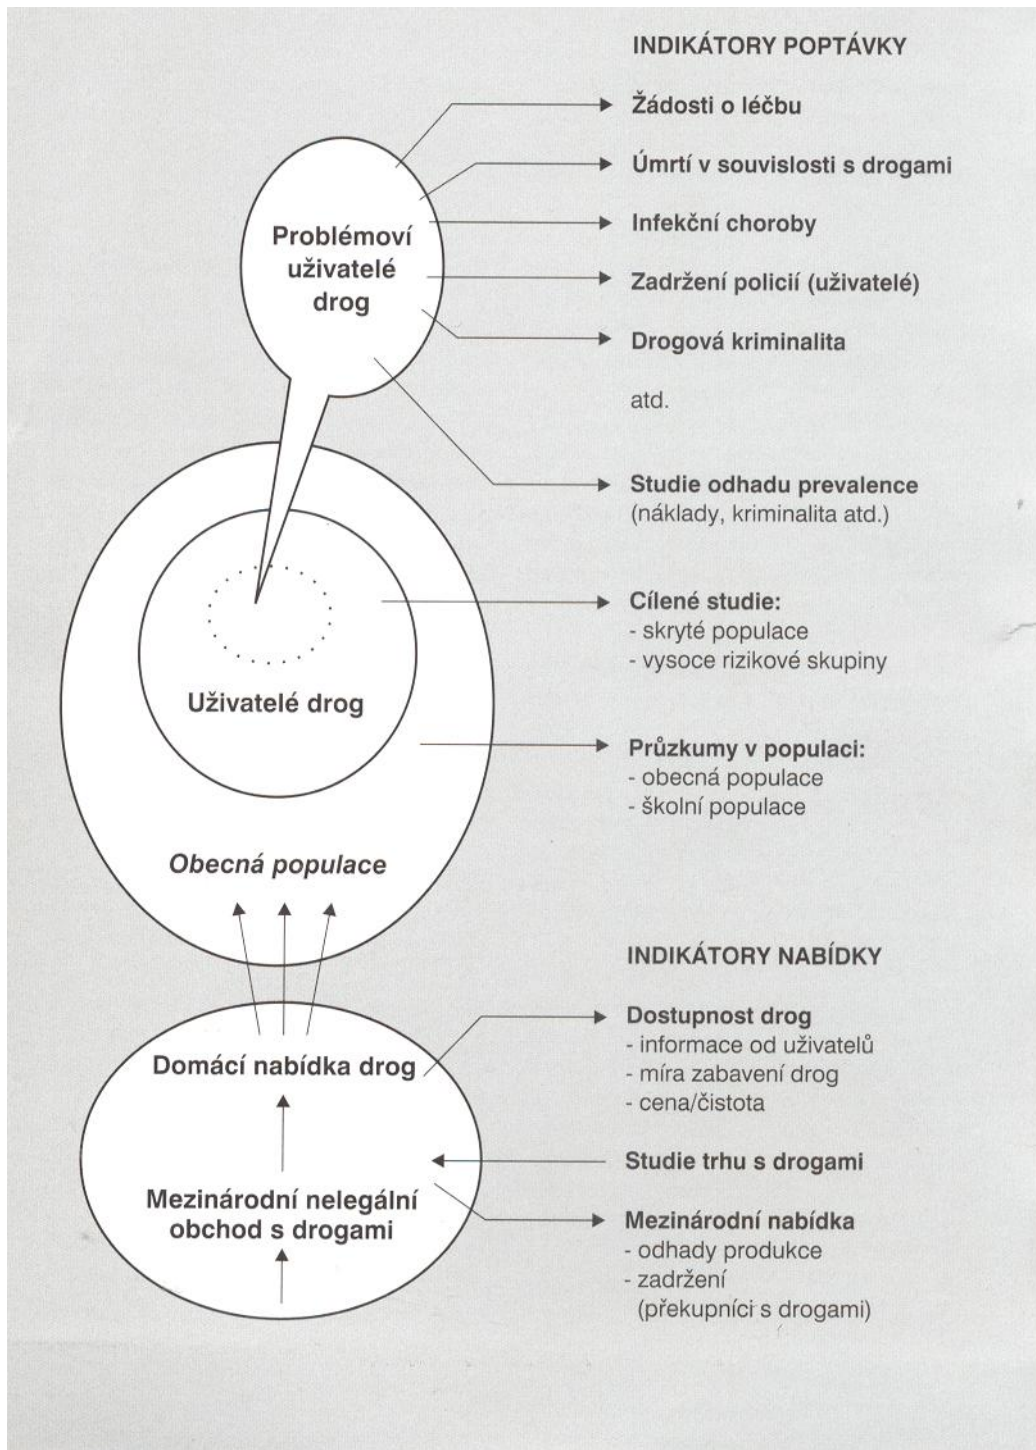 INDIKÁTORY POPTÁVKY
Žádosti o léčbu
Úmrtí v souvislosti s drogami
Infekční choroby
Zadržení policií (uživatelé)
Drogová kriminalita
atd.
Problémoví
uživatelé
drog
Studie odhadu prevalence
(náklady, kriminalita atd.)
Cílené studie:
- skryté populace
- vysoce rizikové skupiny
Uživatelé drog
Průzkumy v populaci:
- obecná populace
- školní populace
Obecná populace
INDIKÁTORY NABÍDKY
Dostupnost drog
- informace od uživatelů
- míra zabavení drog
- cena/čistota
Domácí nabídka drog
Studie trhu s drogami
Mezinárodní nelegální
obchod s drogami
Mezinárodní nabídka
- odhady produkce
- zadržení
(překupníci s drogami)